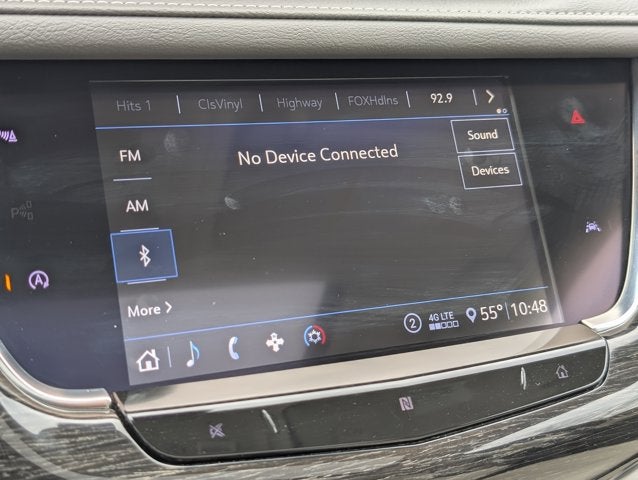 Hits 1 ClsVinyl Highway FOXHdlns 92.9
FM
No Device Connected
Sound
Devices
AM
More
2 4G LTE 55° 10:48
P
A
N